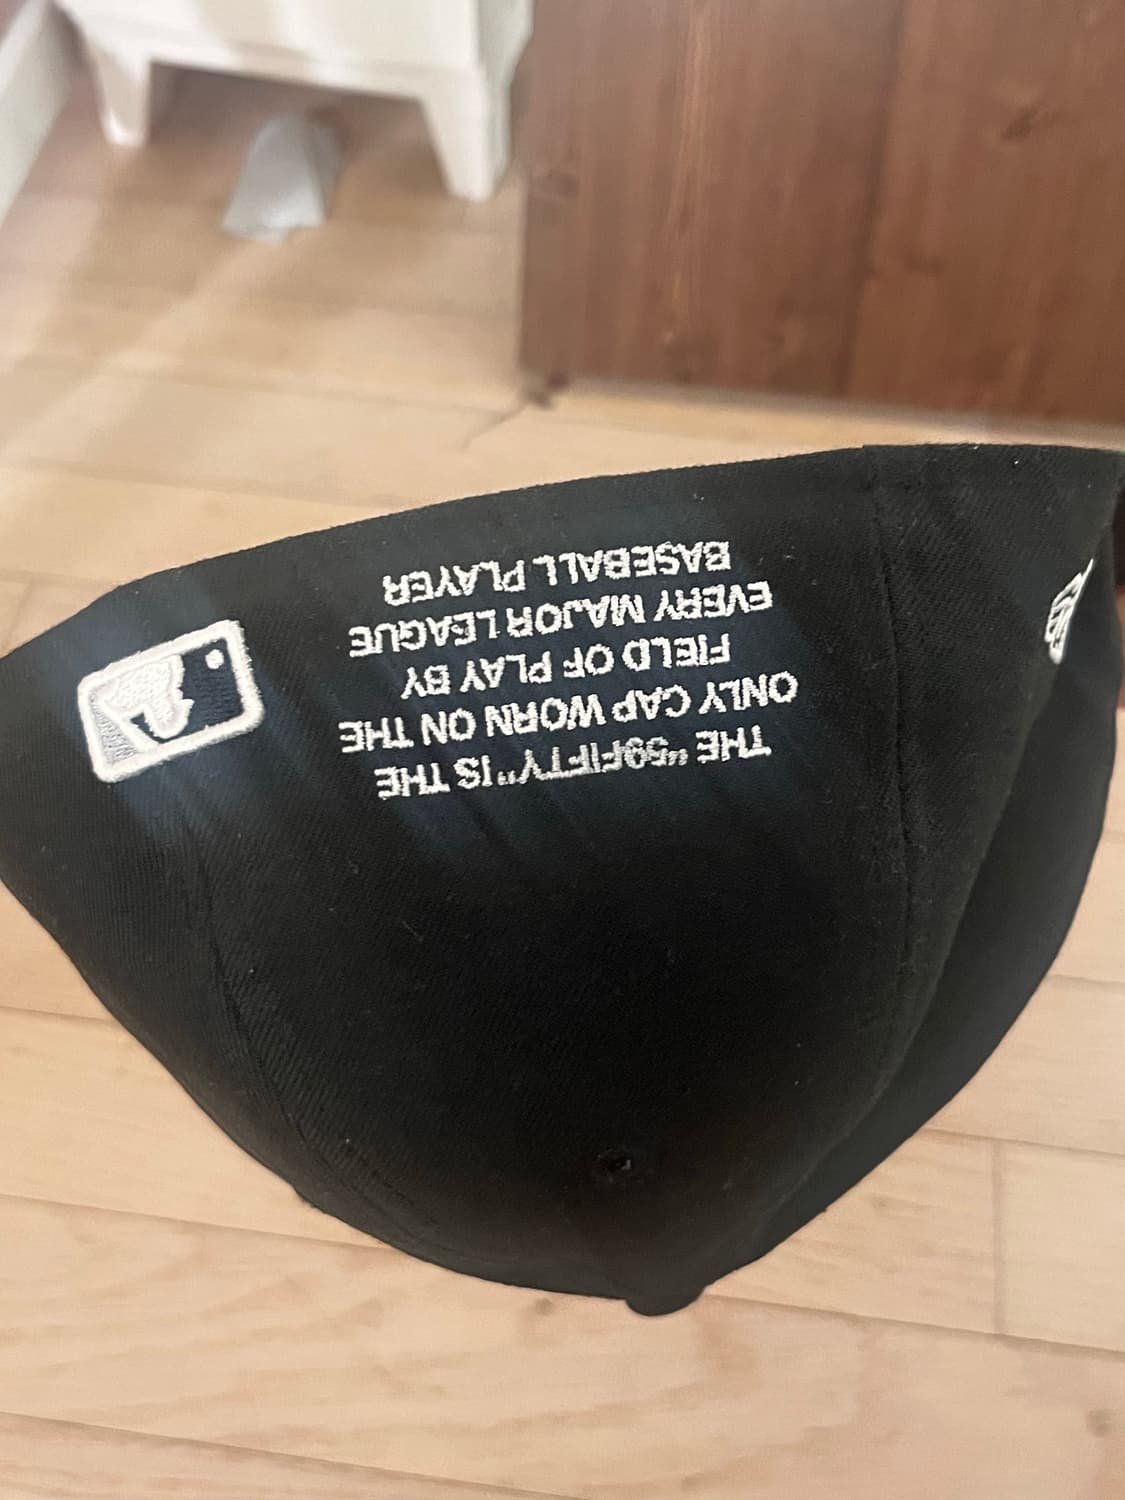 THE "59FIFTY" IS THE
ONLY CAP WORN ON THE
FIELD OF PLAY BY
EVERY MAJOR LEAGUE
BASEBALL PLAYER